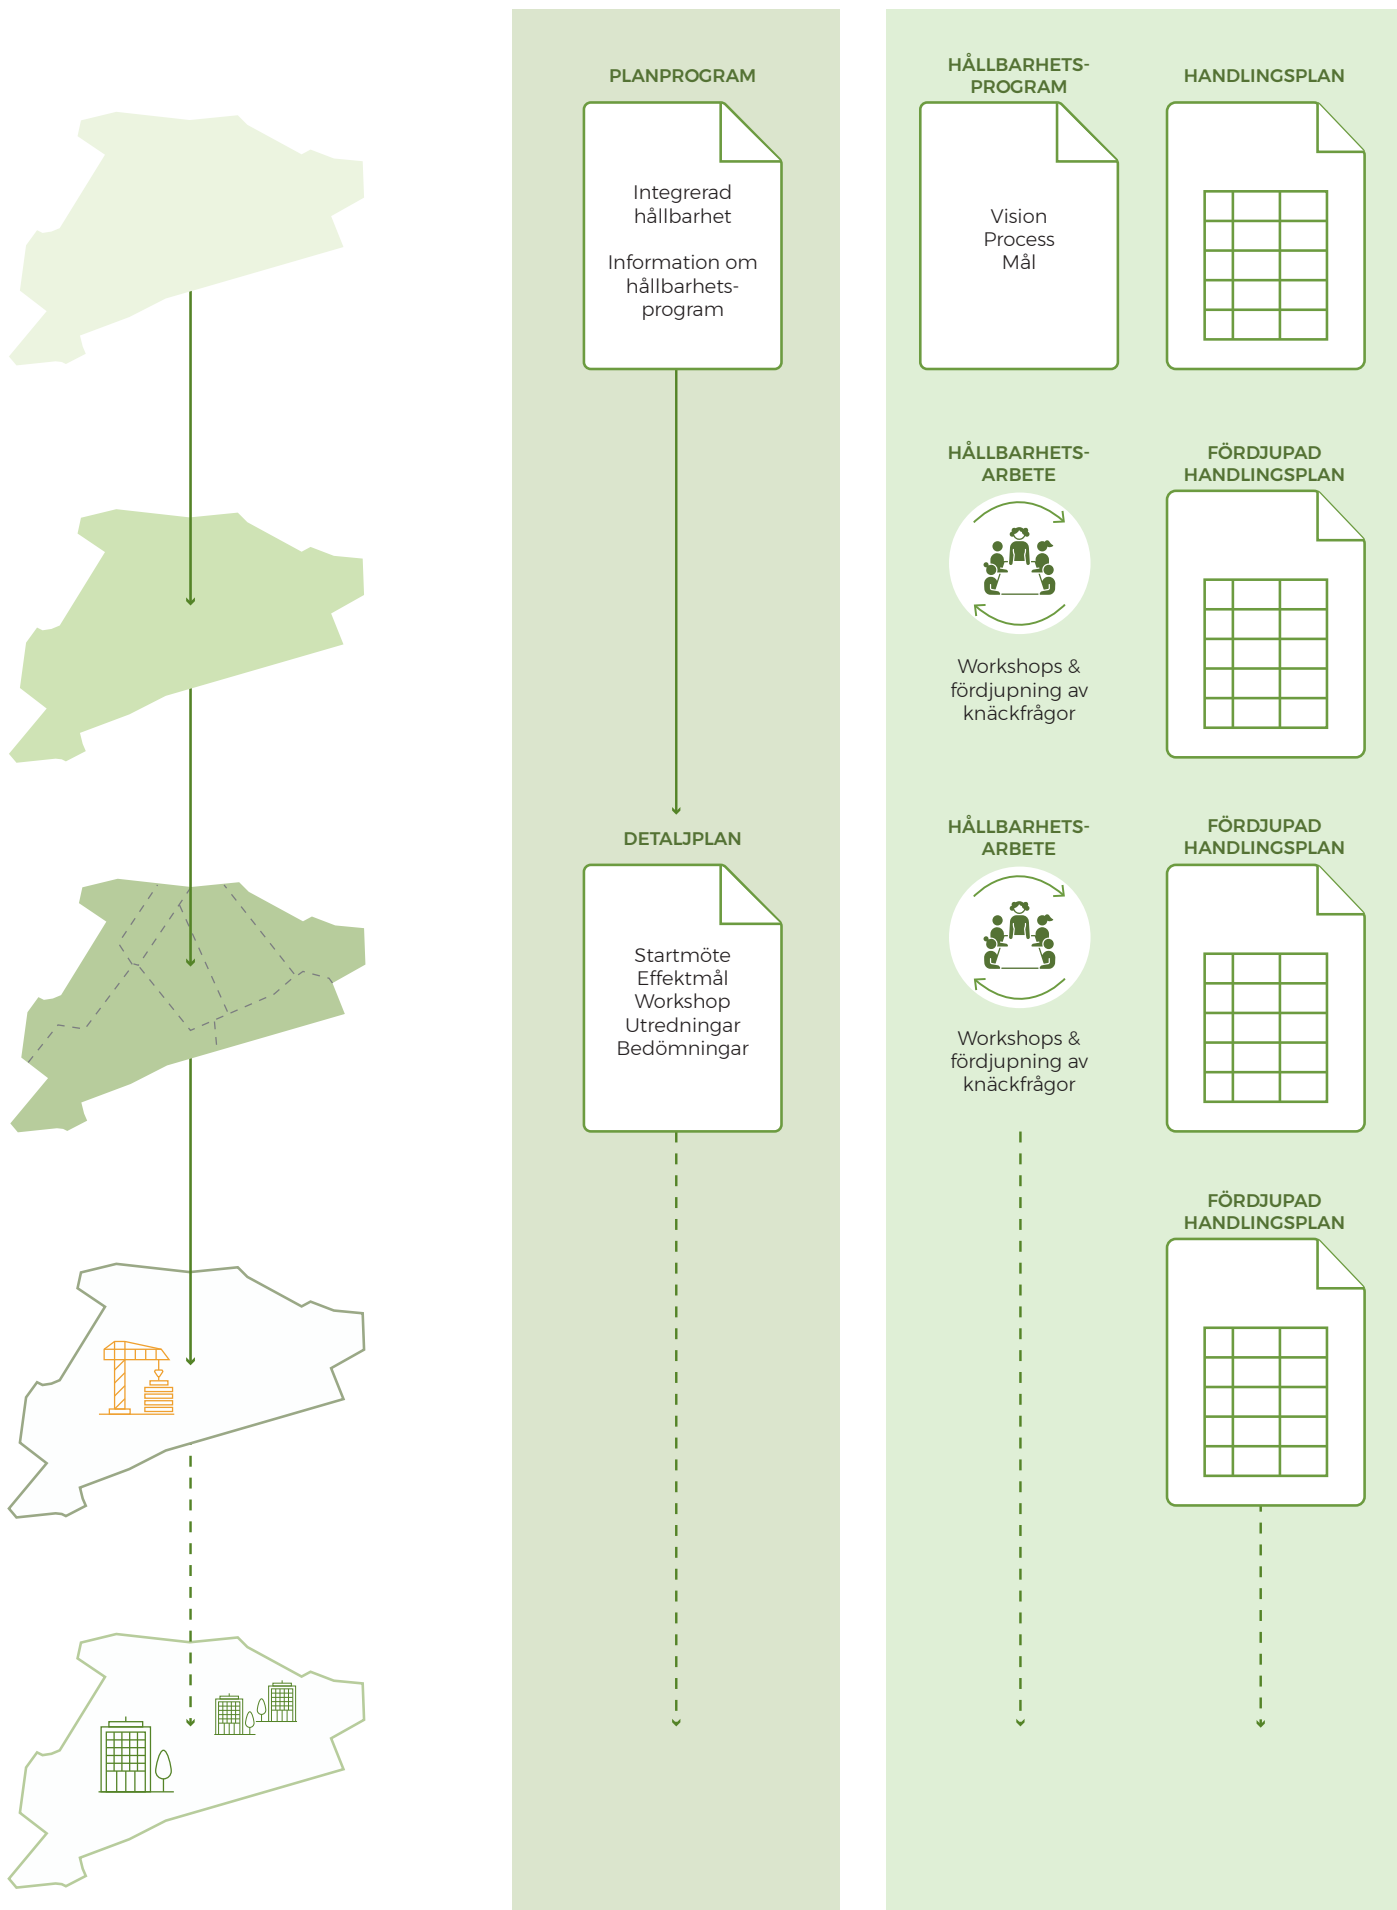 PLANPROGRAM
Integrerad
hållbarhet
Information om
hållbarhets-
program
HÅLLBARHETS-
PROGRAM
Vision
Process
Mål
HANDLINGSPLAN
HÅLLBARHETS-
ARBETE
Workshops &
fördjupning av
knäckfrågor
FÖRDJUPAD
HANDLINGSPLAN
DETALJPLAN
Startmöte
Effektmål
Workshop
Utredningar
Bedömningar
HÅLLBARHETS-
ARBETE
Workshops &
fördjupning av
knäckfrågor
FÖRDJUPAD
HANDLINGSPLAN
FÖRDJUPAD
HANDLINGSPLAN